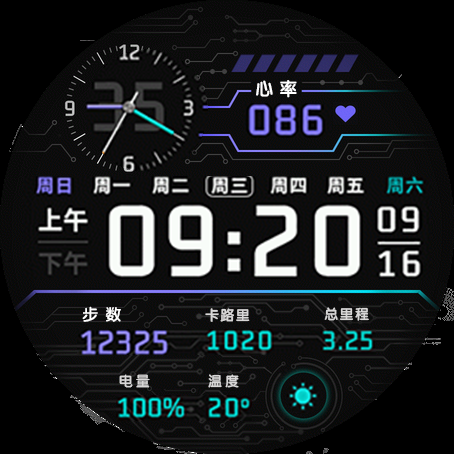 12
35
9 3
6
心率
086
周日 周一 周二 周三 周四 周五 周六
上午
下午
09:20
09
16
步数 卡路里 总里程
12325 1020 3.25
电量 温度
100% 20°